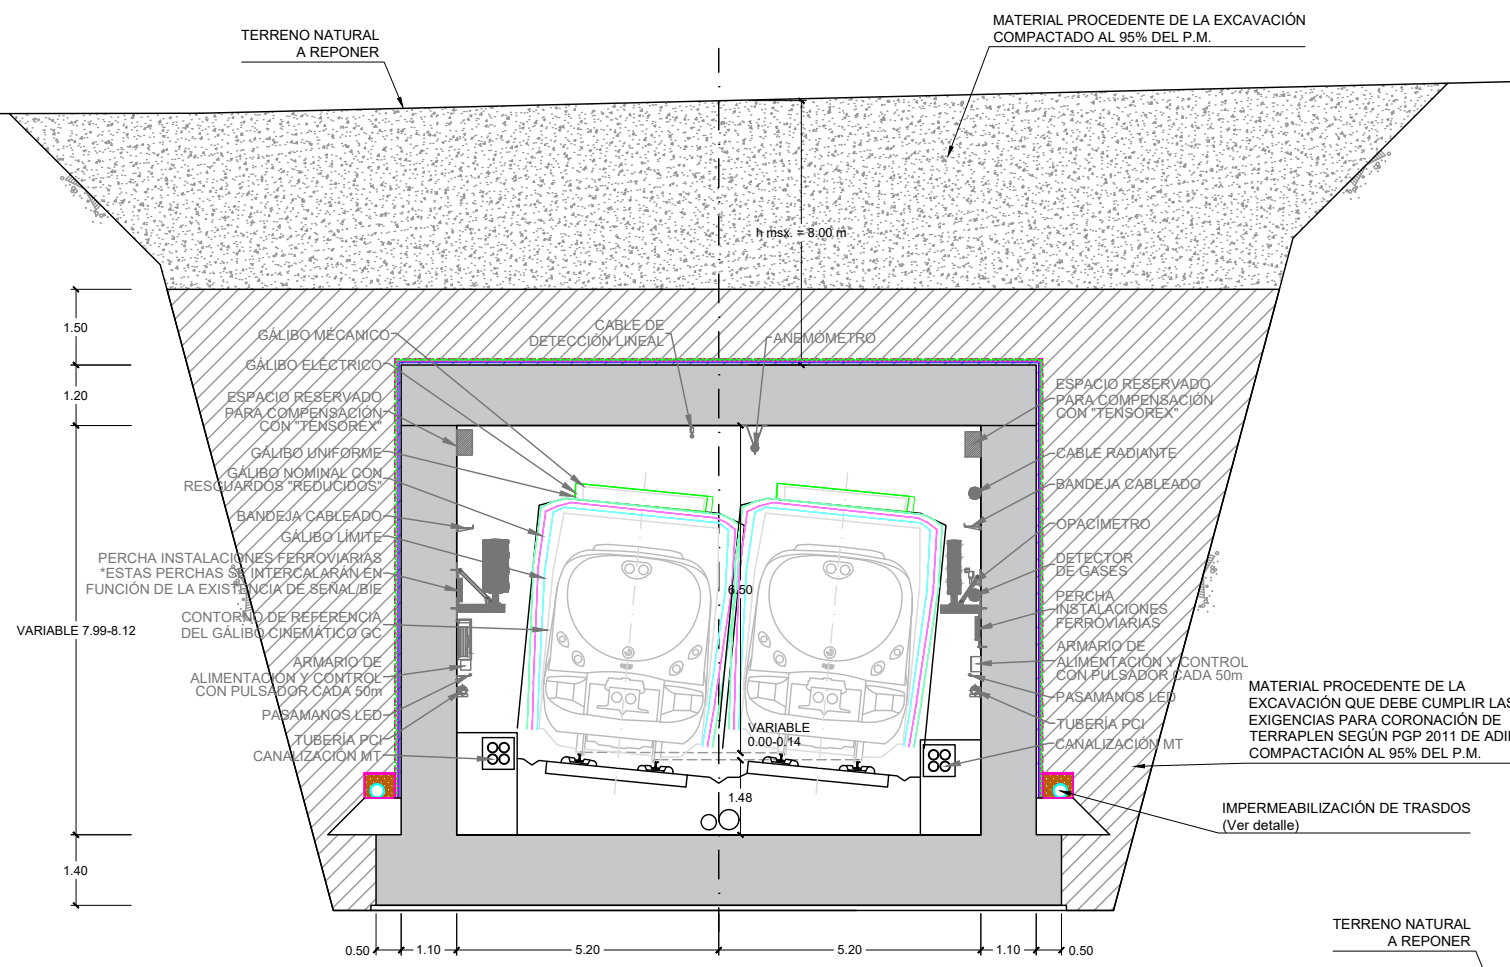 TERRENO NATURAL
A REPONER
MATERIAL PROCEDENTE DE LA EXCAVACIÓN
COMPACTADO AL 95% DEL P.M.
h msx. = 8.00 m
1.50
1.20
VARIABLE 7.99-8.12
1.40
GÁLIBO MÉCANICO
GÁLIBO ELÉCTRICO
ESPACIO RESERVADO
PARA COMPENSACIÓN
CON "TENSOREX"
GÁLIBO UNIFORME
GÁLIBO NOMINAL CON
RESGUARDOS "REDUCIDOS"
BANDEJA CABLEADO
GÁLIBO LÍMITE
PERCHA INSTALACIONES FERROVIARIAS
*ESTAS PERCHAS SE INTERCALARÁN EN
FUNCIÓN DE LA EXISTENCIA DE SEÑAL/BIE
CONTORNO DE REFERENCIA
DEL GÁLIBO CINEMÁTICO GC
ARMARIO DE
ALIMENTACIÓN Y CONTROL
CON PULSADOR CADA 50m
PASAMANOS LED
TUBERÍA PCI
CANALIZACIÓN MT
CABLE DE
DETECCIÓN LINEAL
ANEMÓMETRO
6.50
VARIABLE
0.00-0.14
1.48
ESPACIO RESERVADO
PARA COMPENSACIÓN
CON "TENSOREX"
CABLE RADIANTE
BANDEJA CABLEADO
OPACÍMETRO
DETECTOR
DE GASES
PERCHA
INSTALACIONES
FERROVIARIAS
ARMARIO DE
ALIMENTACIÓN Y CONTROL
CON PULSADOR CADA 50m
PASAMANOS LED
TUBERÍA PCI
CANALIZACIÓN MT
MATERIAL PROCEDENTE DE LA
EXCAVACIÓN QUE DEBE CUMPLIR LAS
EXIGENCIAS PARA CORONACIÓN DE
TERRAPLEN SEGÚN PGP 2011 DE ADIF
COMPACTACIÓN AL 95% DEL P.M.
IMPERMEABILIZACIÓN DE TRASDOS
(Ver detalle)
0.50
1.10
5.20
5.20
1.10
0.50
TERRENO NATURAL
A REPONER